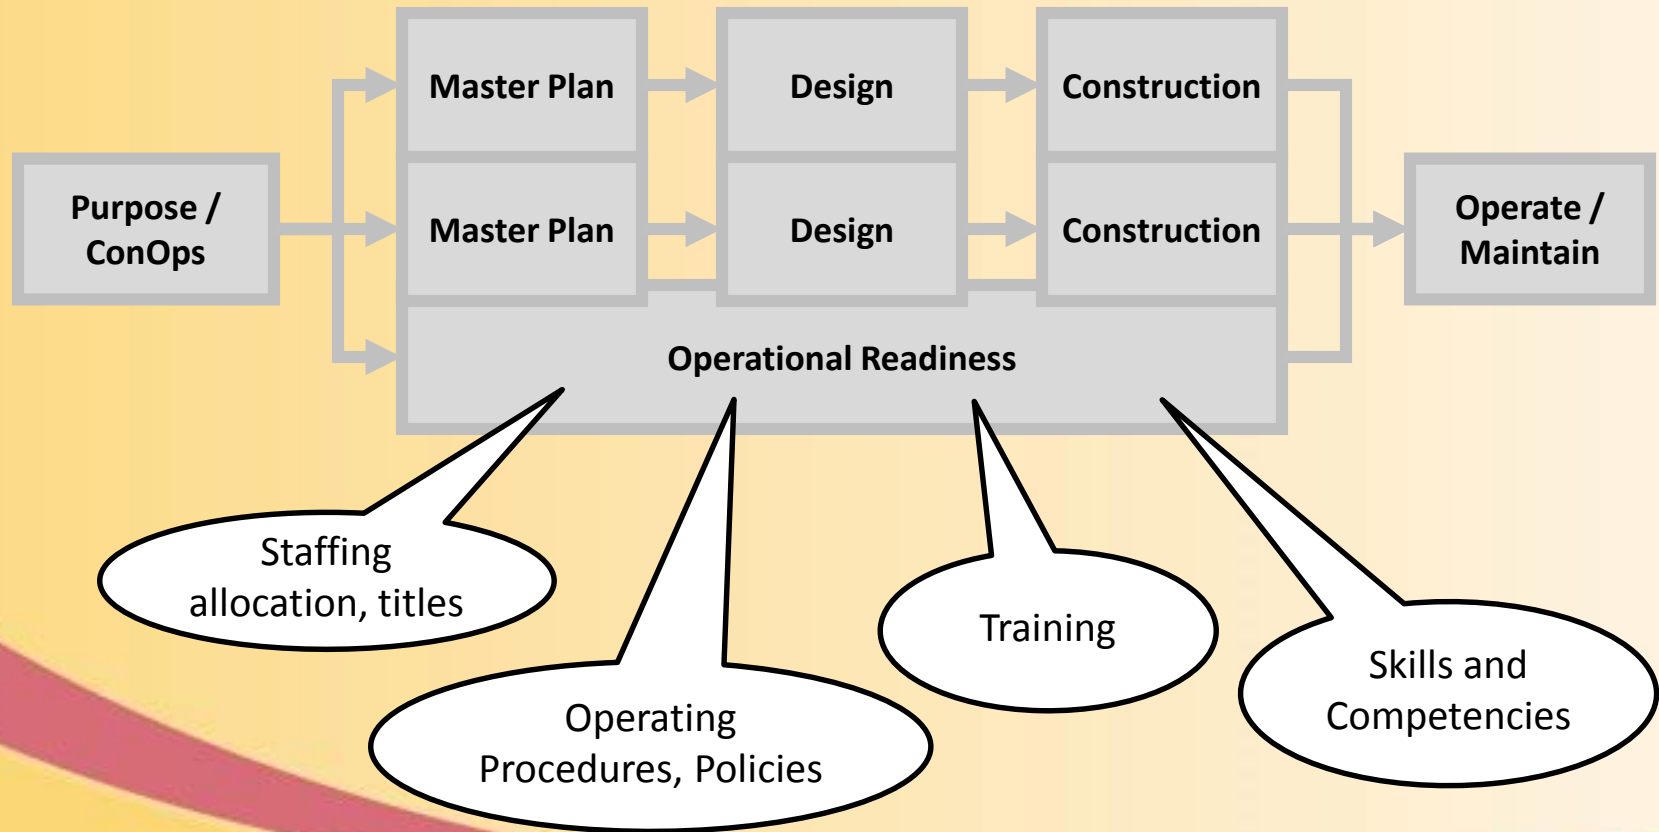 Master Plan
Design
Construction
Purpose /
ConOps
Master Plan
Design
Construction
Operate /
Maintain
Operational Readiness
Staffing
allocation, titles
Operating
Procedures, Policies
Training
Skills and
Competencies